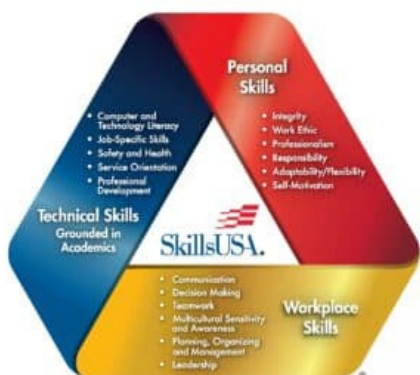 Personal
Skills
• Integrity
• Work Ethic
• Professionalism
• Responsibility
• Adaptability/Flexibility
• Self-Motivation
• Computer and
Technology Literacy
• Job-Specific Skills
• Safety and Health
• Service Orientation
• Professional
Development
Technical Skills
Grounded in
Academics
SkillsUSA.
• Communication
• Decision Making
• Teamwork
• Multicultural Sensitivity
and Awareness
• Planning, Organizing
and Management
• Leadership
Workplace
Skills